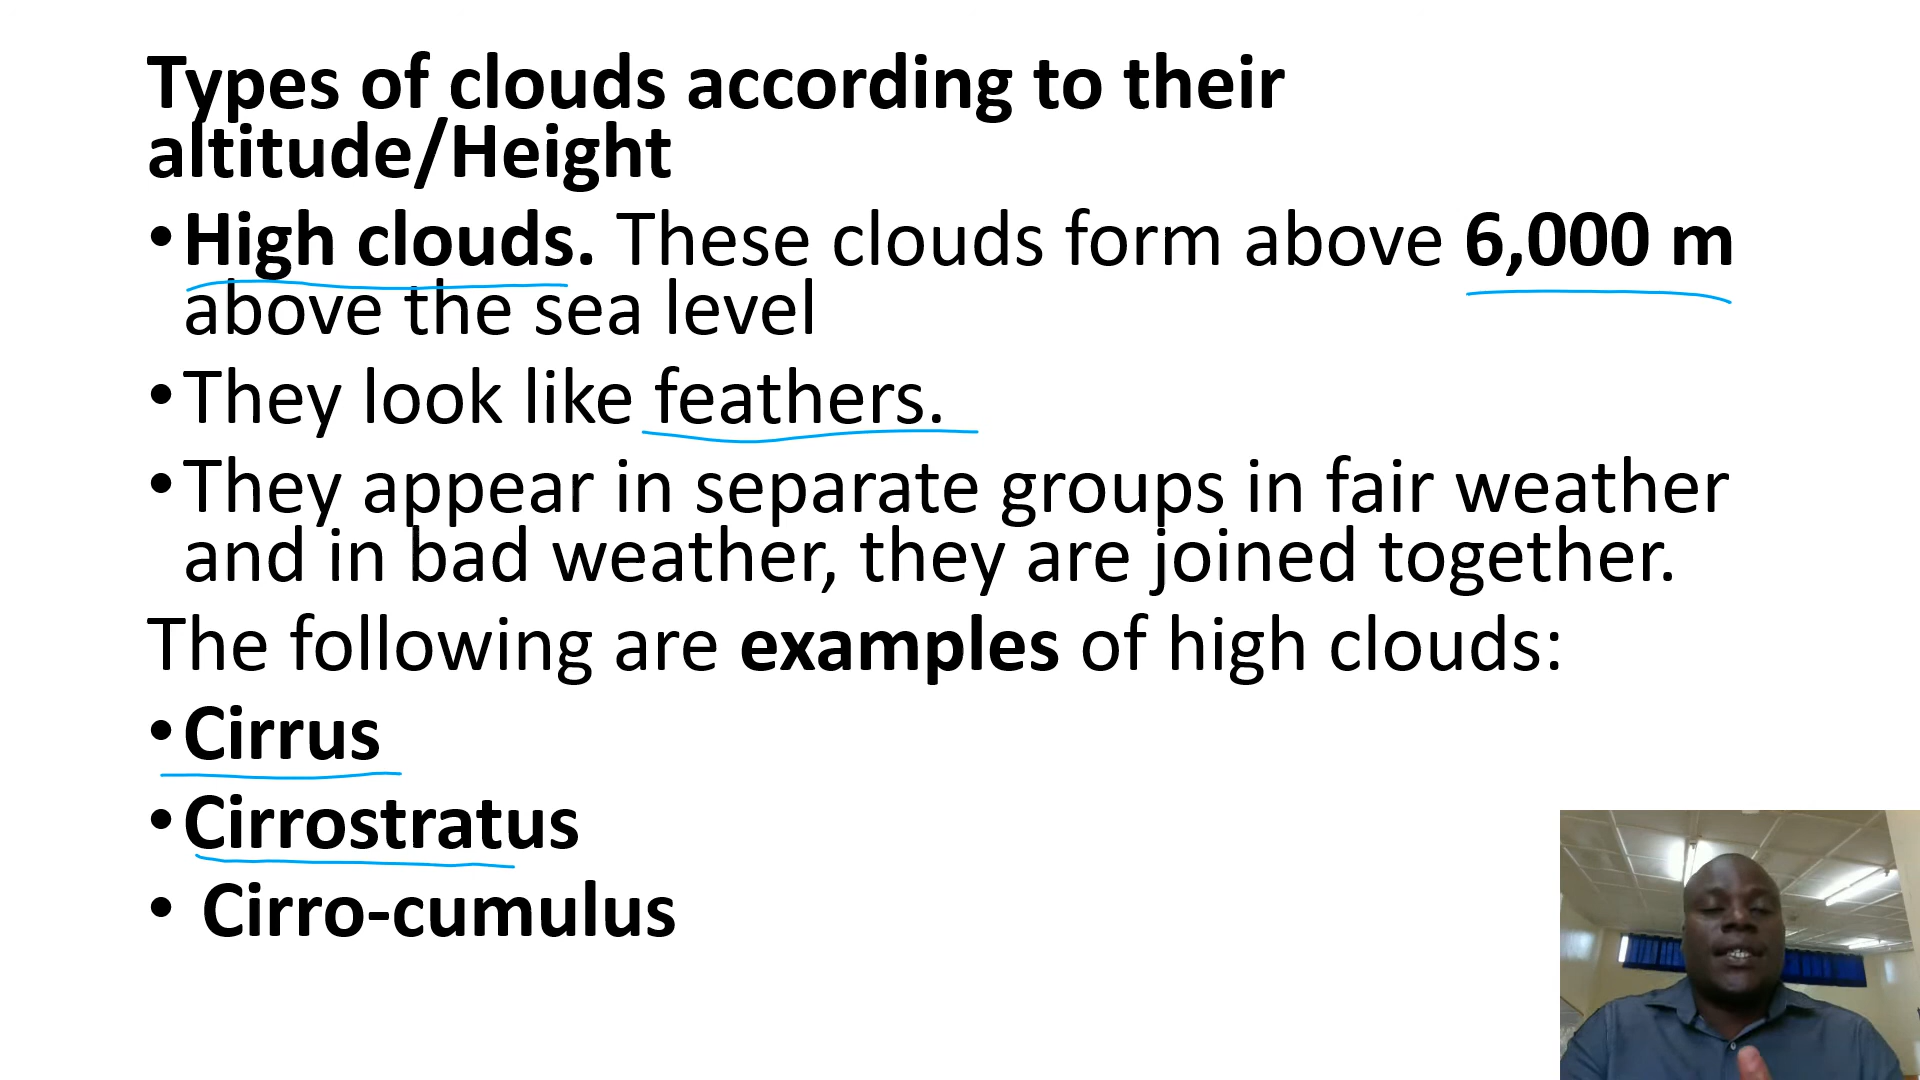 Types of clouds according to their
altitude/Height
•High clouds. These clouds form above 6,000 m
above the sea level
•They look like feathers.
•They appear in separate groups in fair weather
and in bad weather, they are joined together.
The following are examples of high clouds:
•Cirrus
•Cirrostratus
• Cirro-cumulus